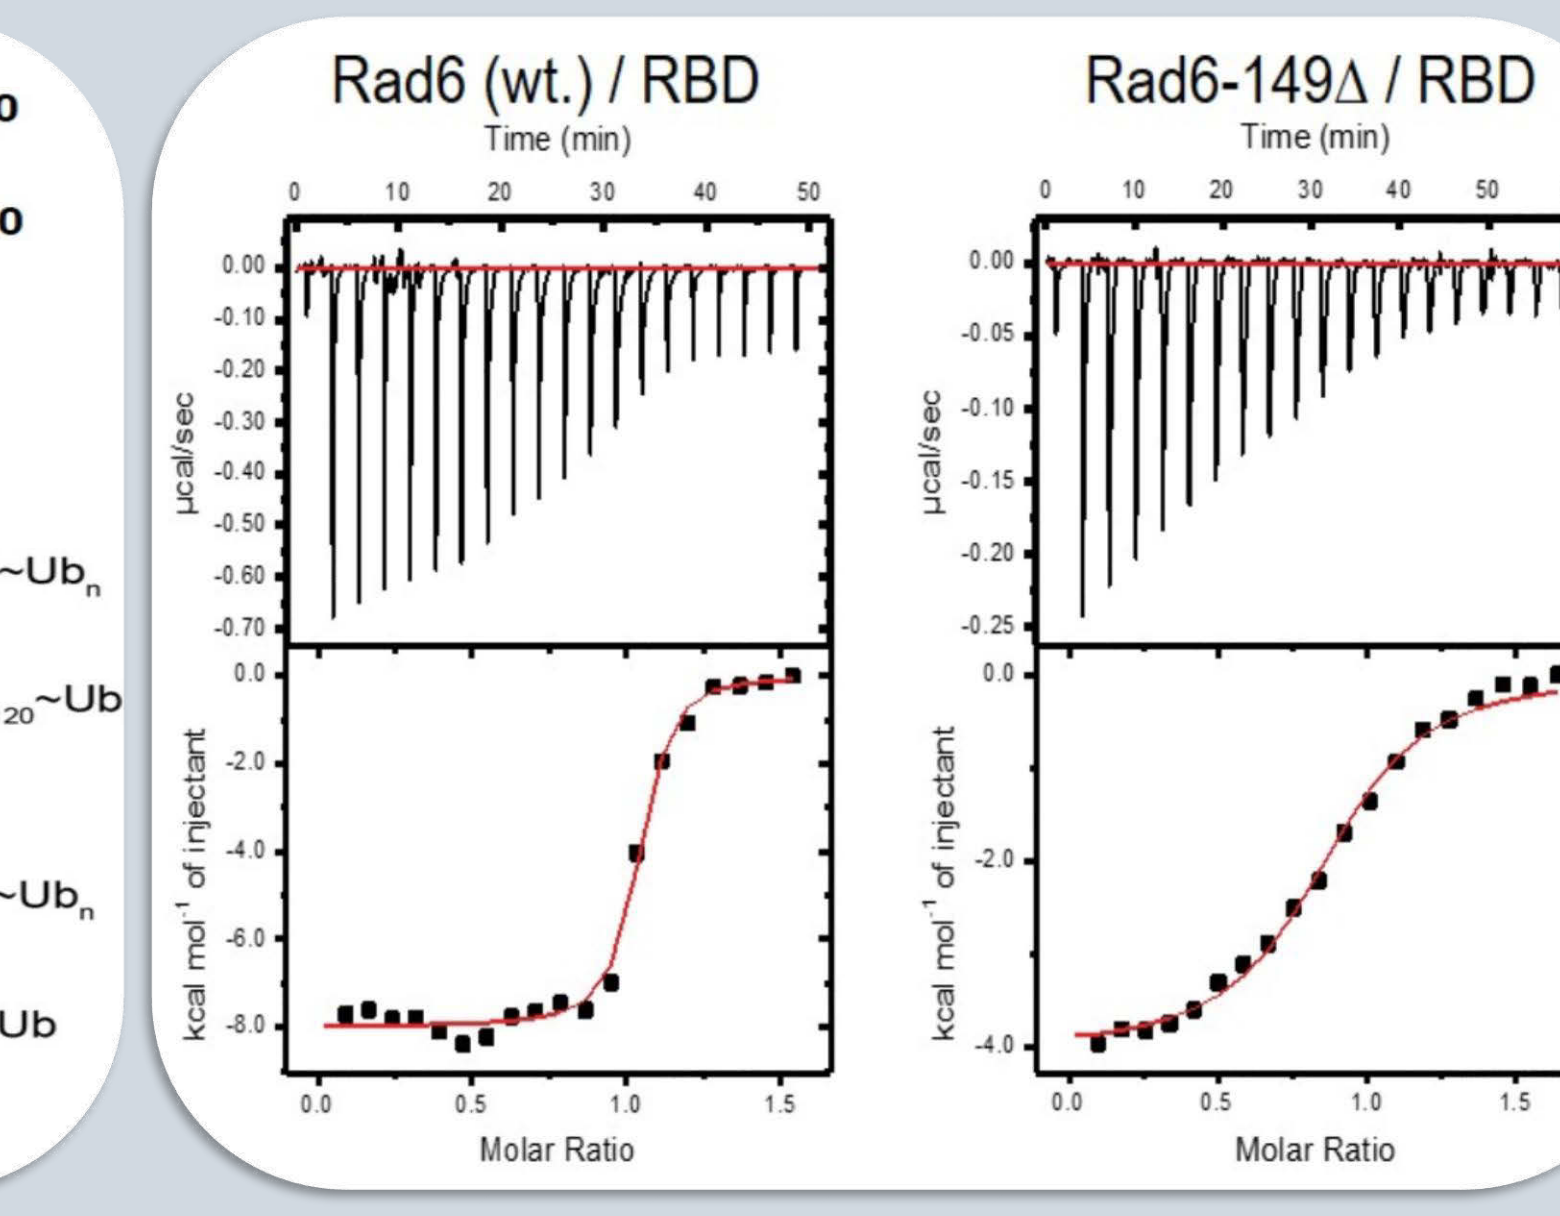 0
0
~Ubn
20~Ub
~Ubn
Ub
Rad6 (wt.) / RBD
Time (min)
0 10 20 30 40 50
0.00
-0.10
-0.20
-0.30
-0.40
-0.50
-0.60
-0.70
µcal/sec
0.0
-2.0
-4.0
-6.0
-8.0
kcal mol-1 of injectant
0.0 0.5 1.0 1.5
Molar Ratio
Rad6-149Δ / RBD
Time (min)
0 10 20 30 40 50
0.00
-0.05
-0.10
-0.15
-0.20
-0.25
µcal/sec
0.0
-2.0
-4.0
kcal mol-1 of injectant
0.0 0.5 1.0 1.5
Molar Ratio